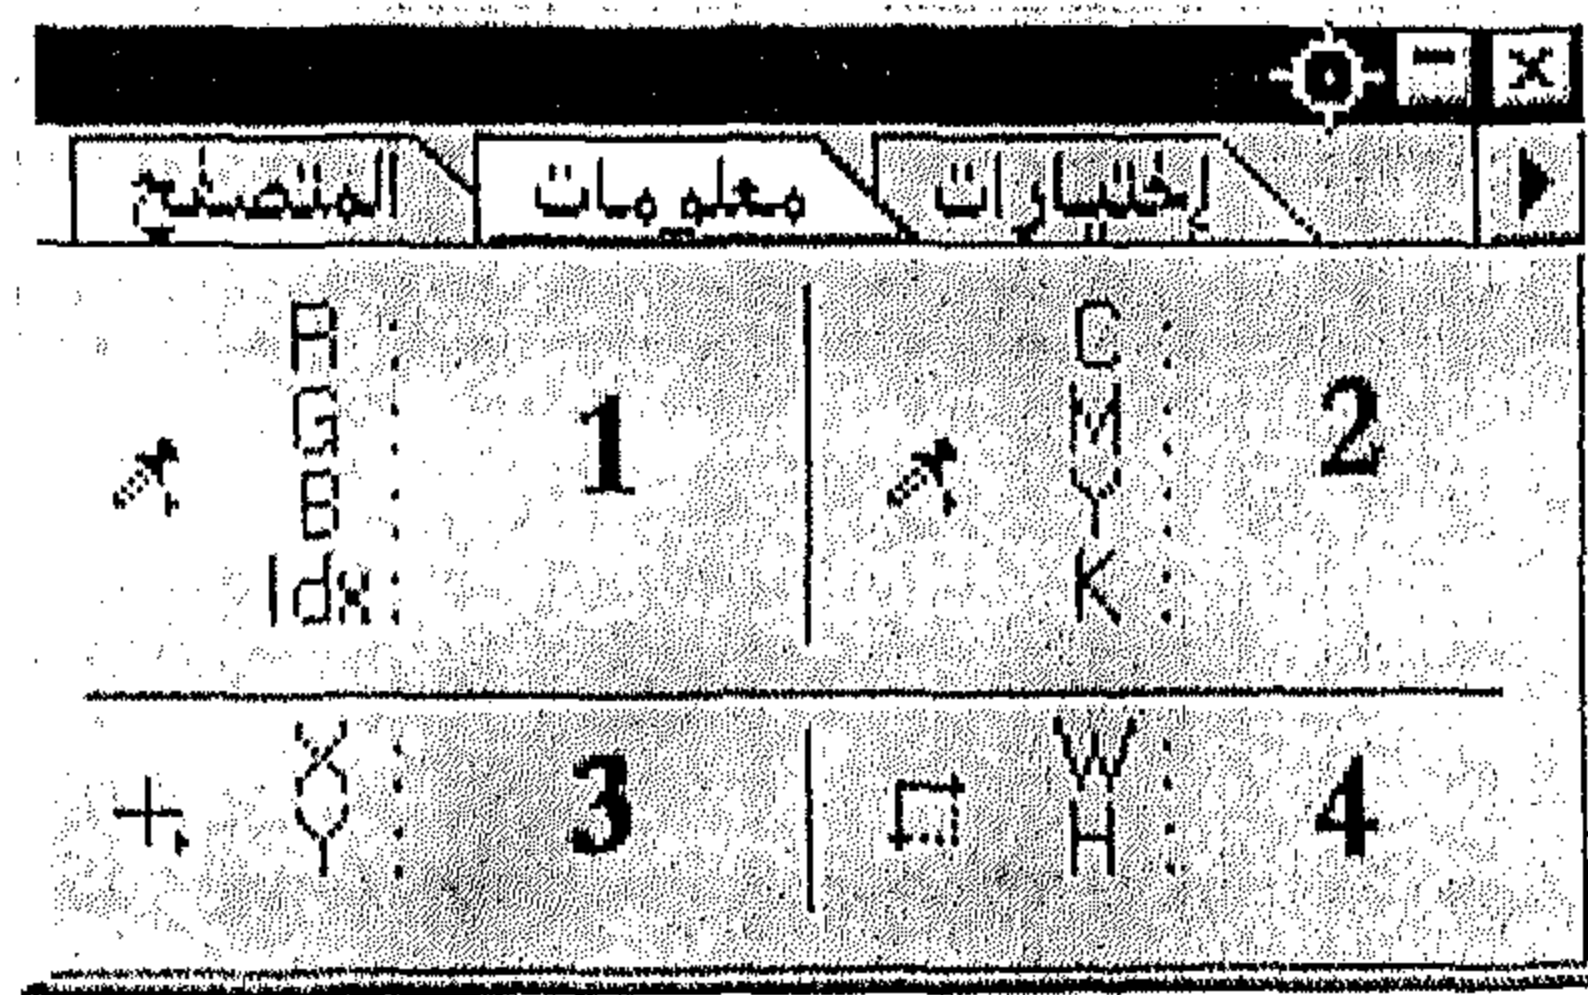 المتصفح معلومات إختيارات
R :
G :
B :
Idx :
1
C :
M :
Y :
K :
2
X :
Y :
3
W :
H :
4